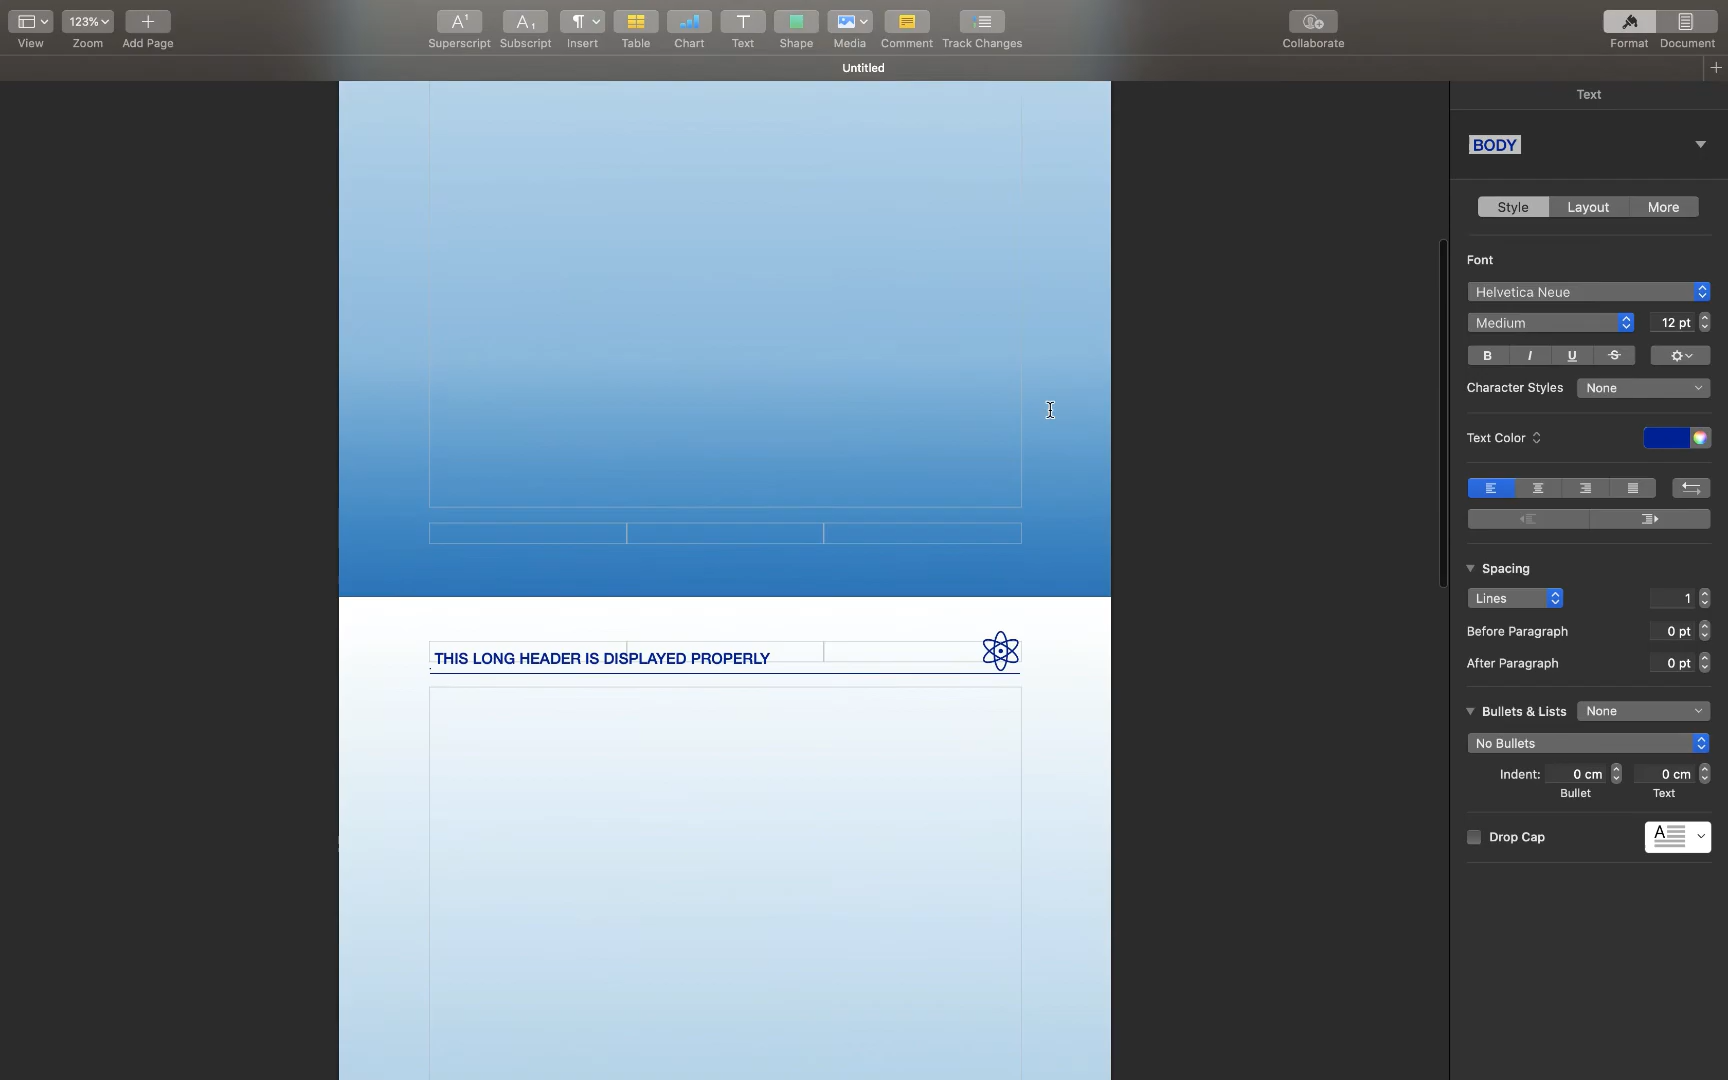 123%
View
Zoom
Add Page
Superscript
Subscript
Insert
Table
Chart
Text
Shape
Media
Comment
Track Changes
Collaborate
Format
Document
Untitled
Text
BODY
Style
Layout
More
Font
Helvetica Neue
Medium
12 pt
B I U S
Character Styles
None
Text Color
Spacing
Lines
1
Before Paragraph
0 pt
After Paragraph
0 pt
Bullets & Lists
None
No Bullets
Indent:
0 cm
0 cm
Bullet
Text
Drop Cap
A
THIS LONG HEADER IS DISPLAYED PROPERLY